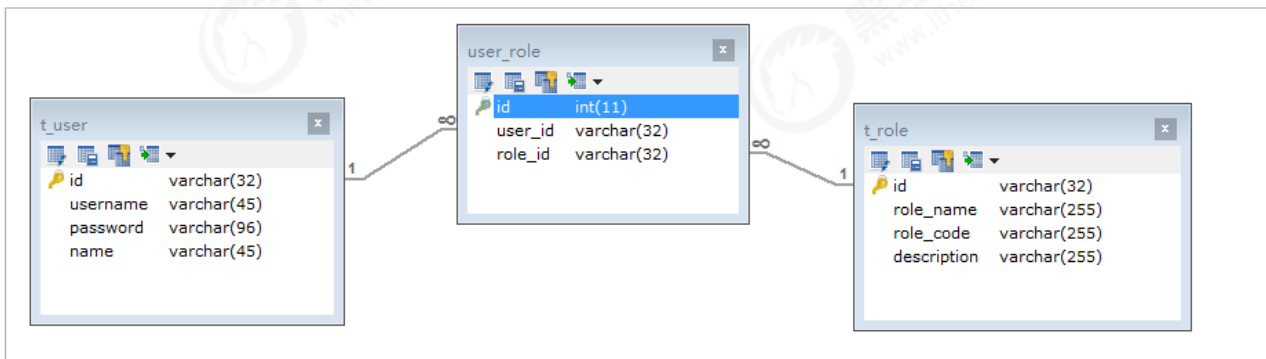 user_role
id int(11)
user_id varchar(32)
role_id varchar(32)
t_user
id varchar(32)
username varchar(45)
password varchar(96)
name varchar(45)
1
∞
∞
1
t_role
id varchar(32)
role_name varchar(255)
role_code varchar(255)
description varchar(255)